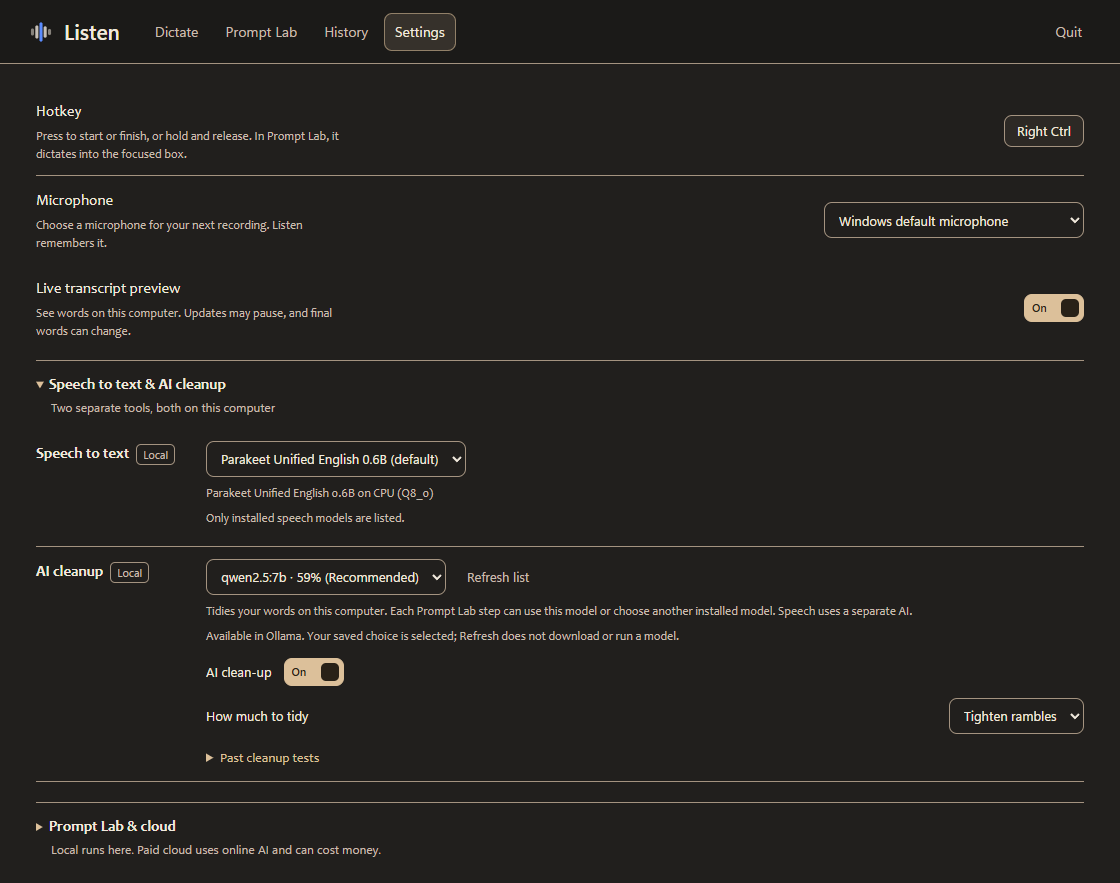 Listen Dictate Prompt Lab History Settings Quit
Hotkey
Press to start or finish, or hold and release. In Prompt Lab, it
dictates into the focused box.
Right Ctrl
Microphone
Choose a microphone for your next recording. Listen
remembers it.
Windows default microphone
Live transcript preview
See words on this computer. Updates may pause, and final
words can change.
On
Speech to text & AI cleanup
Two separate tools, both on this computer
Speech to text Local
Parakeet Unified English 0.6B (default)
Parakeet Unified English 0.6B on CPU (Q8_0)
Only installed speech models are listed.
AI cleanup Local
qwen2.5:7b · 59% (Recommended) Refresh list
Tidies your words on this computer. Each Prompt Lab step can use this model or choose another installed model. Speech uses a separate AI.
Available in Ollama. Your saved choice is selected; Refresh does not download or run a model.
AI clean-up On
How much to tidy Tighten rambles
Past cleanup tests
Prompt Lab & cloud
Local runs here. Paid cloud uses online AI and can cost money.